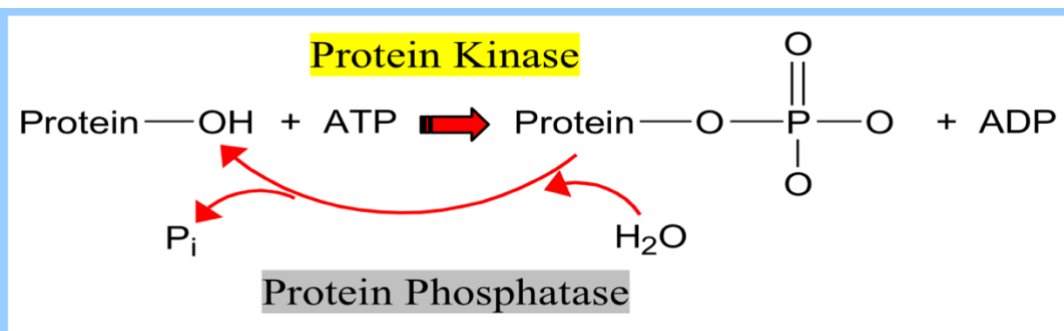 Protein Kinase
O
Protein—OH + ATP Protein—O—P—O + ADP
O
Pi H2O
Protein Phosphatase